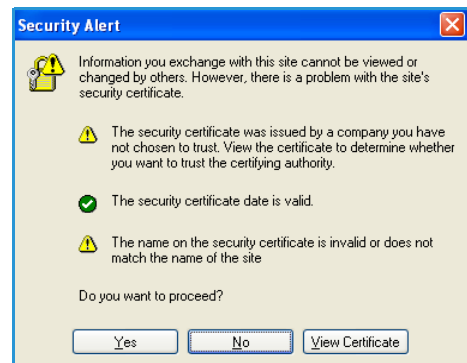 Security Alert
Information you exchange with this site cannot be viewed or
changed by others. However, there is a problem with the site's
security certificate.
The security certificate was issued by a company you have
not chosen to trust. View the certificate to determine whether
you want to trust the certifying authority.
The security certificate date is valid.
The name on the security certificate is invalid or does not
match the name of the site
Do you want to proceed?
Yes No View Certificate